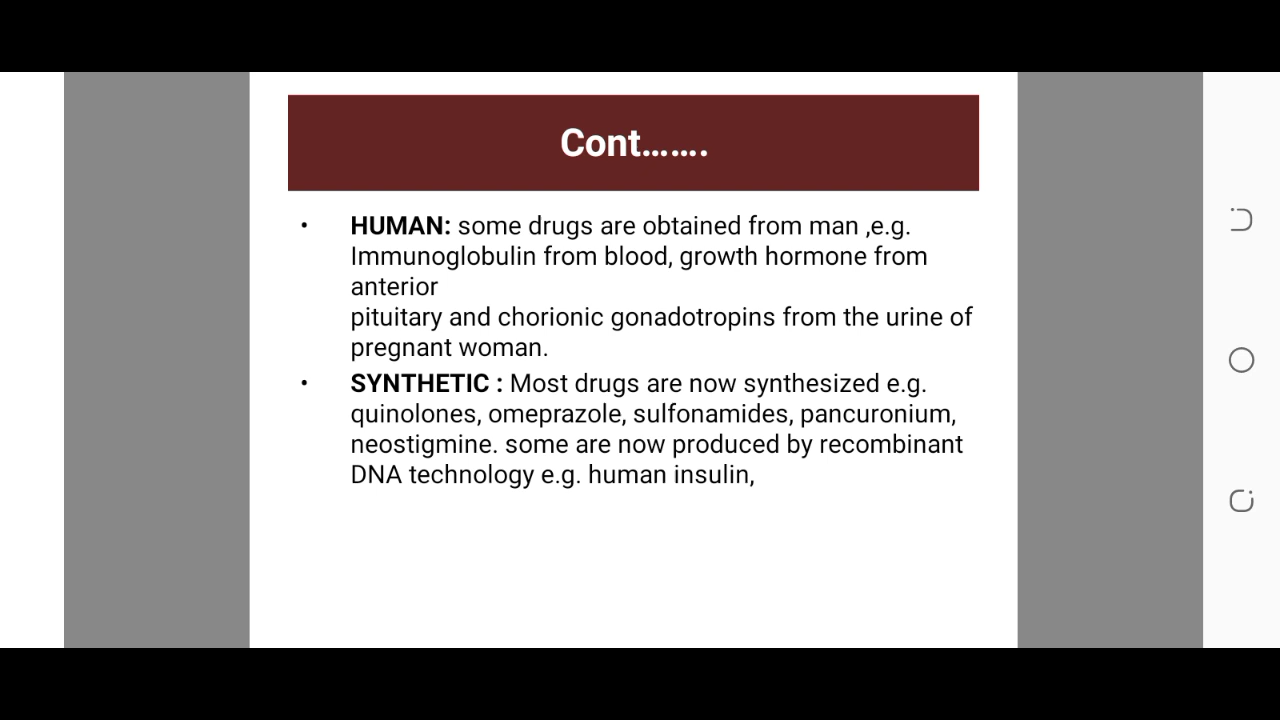 Cont…….
• HUMAN: some drugs are obtained from man ,e.g.
Immunoglobulin from blood, growth hormone from
anterior
pituitary and chorionic gonadotropins from the urine of
pregnant woman.
• SYNTHETIC : Most drugs are now synthesized e.g.
quinolones, omeprazole, sulfonamides, pancuronium,
neostigmine. some are now produced by recombinant
DNA technology e.g. human insulin,